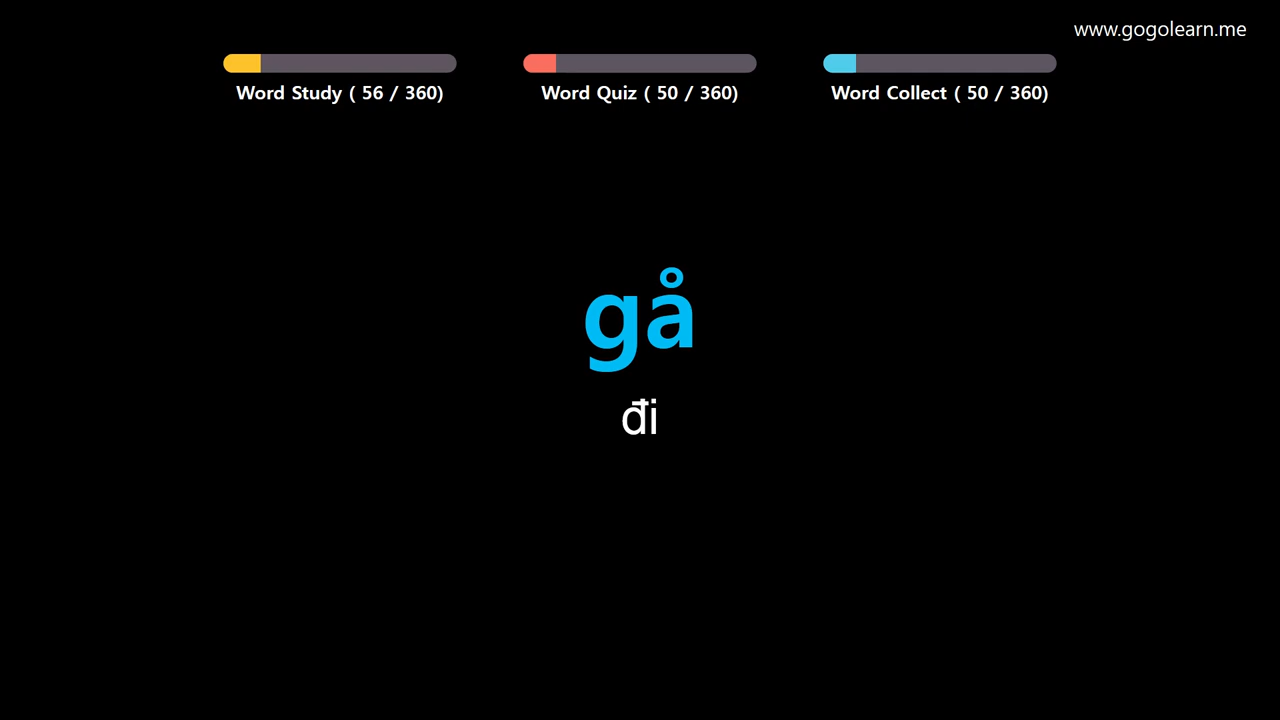 www.gogolearn.me
Word Study ( 56 / 360)
Word Quiz ( 50 / 360)
Word Collect ( 50 / 360)
gå
đi